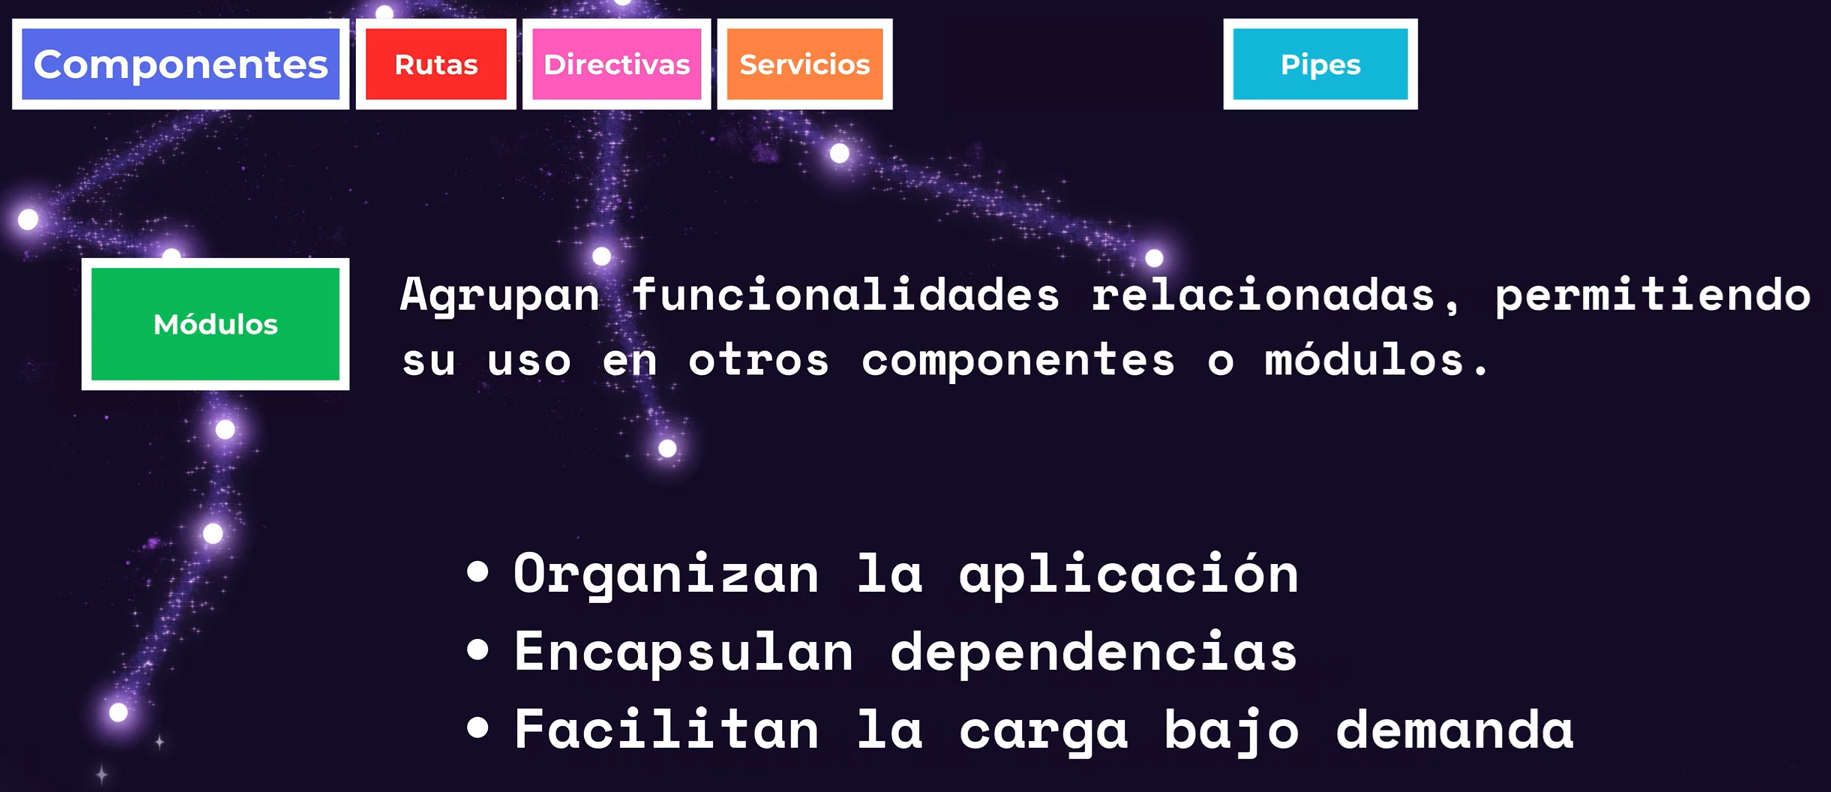 Componentes
Rutas
Directivas
Servicios
Pipes
Módulos
Agrupan funcionalidades relacionadas, permitiendo
su uso en otros componentes o módulos.
• Organizan la aplicación
• Encapsulan dependencias
• Facilitan la carga bajo demanda